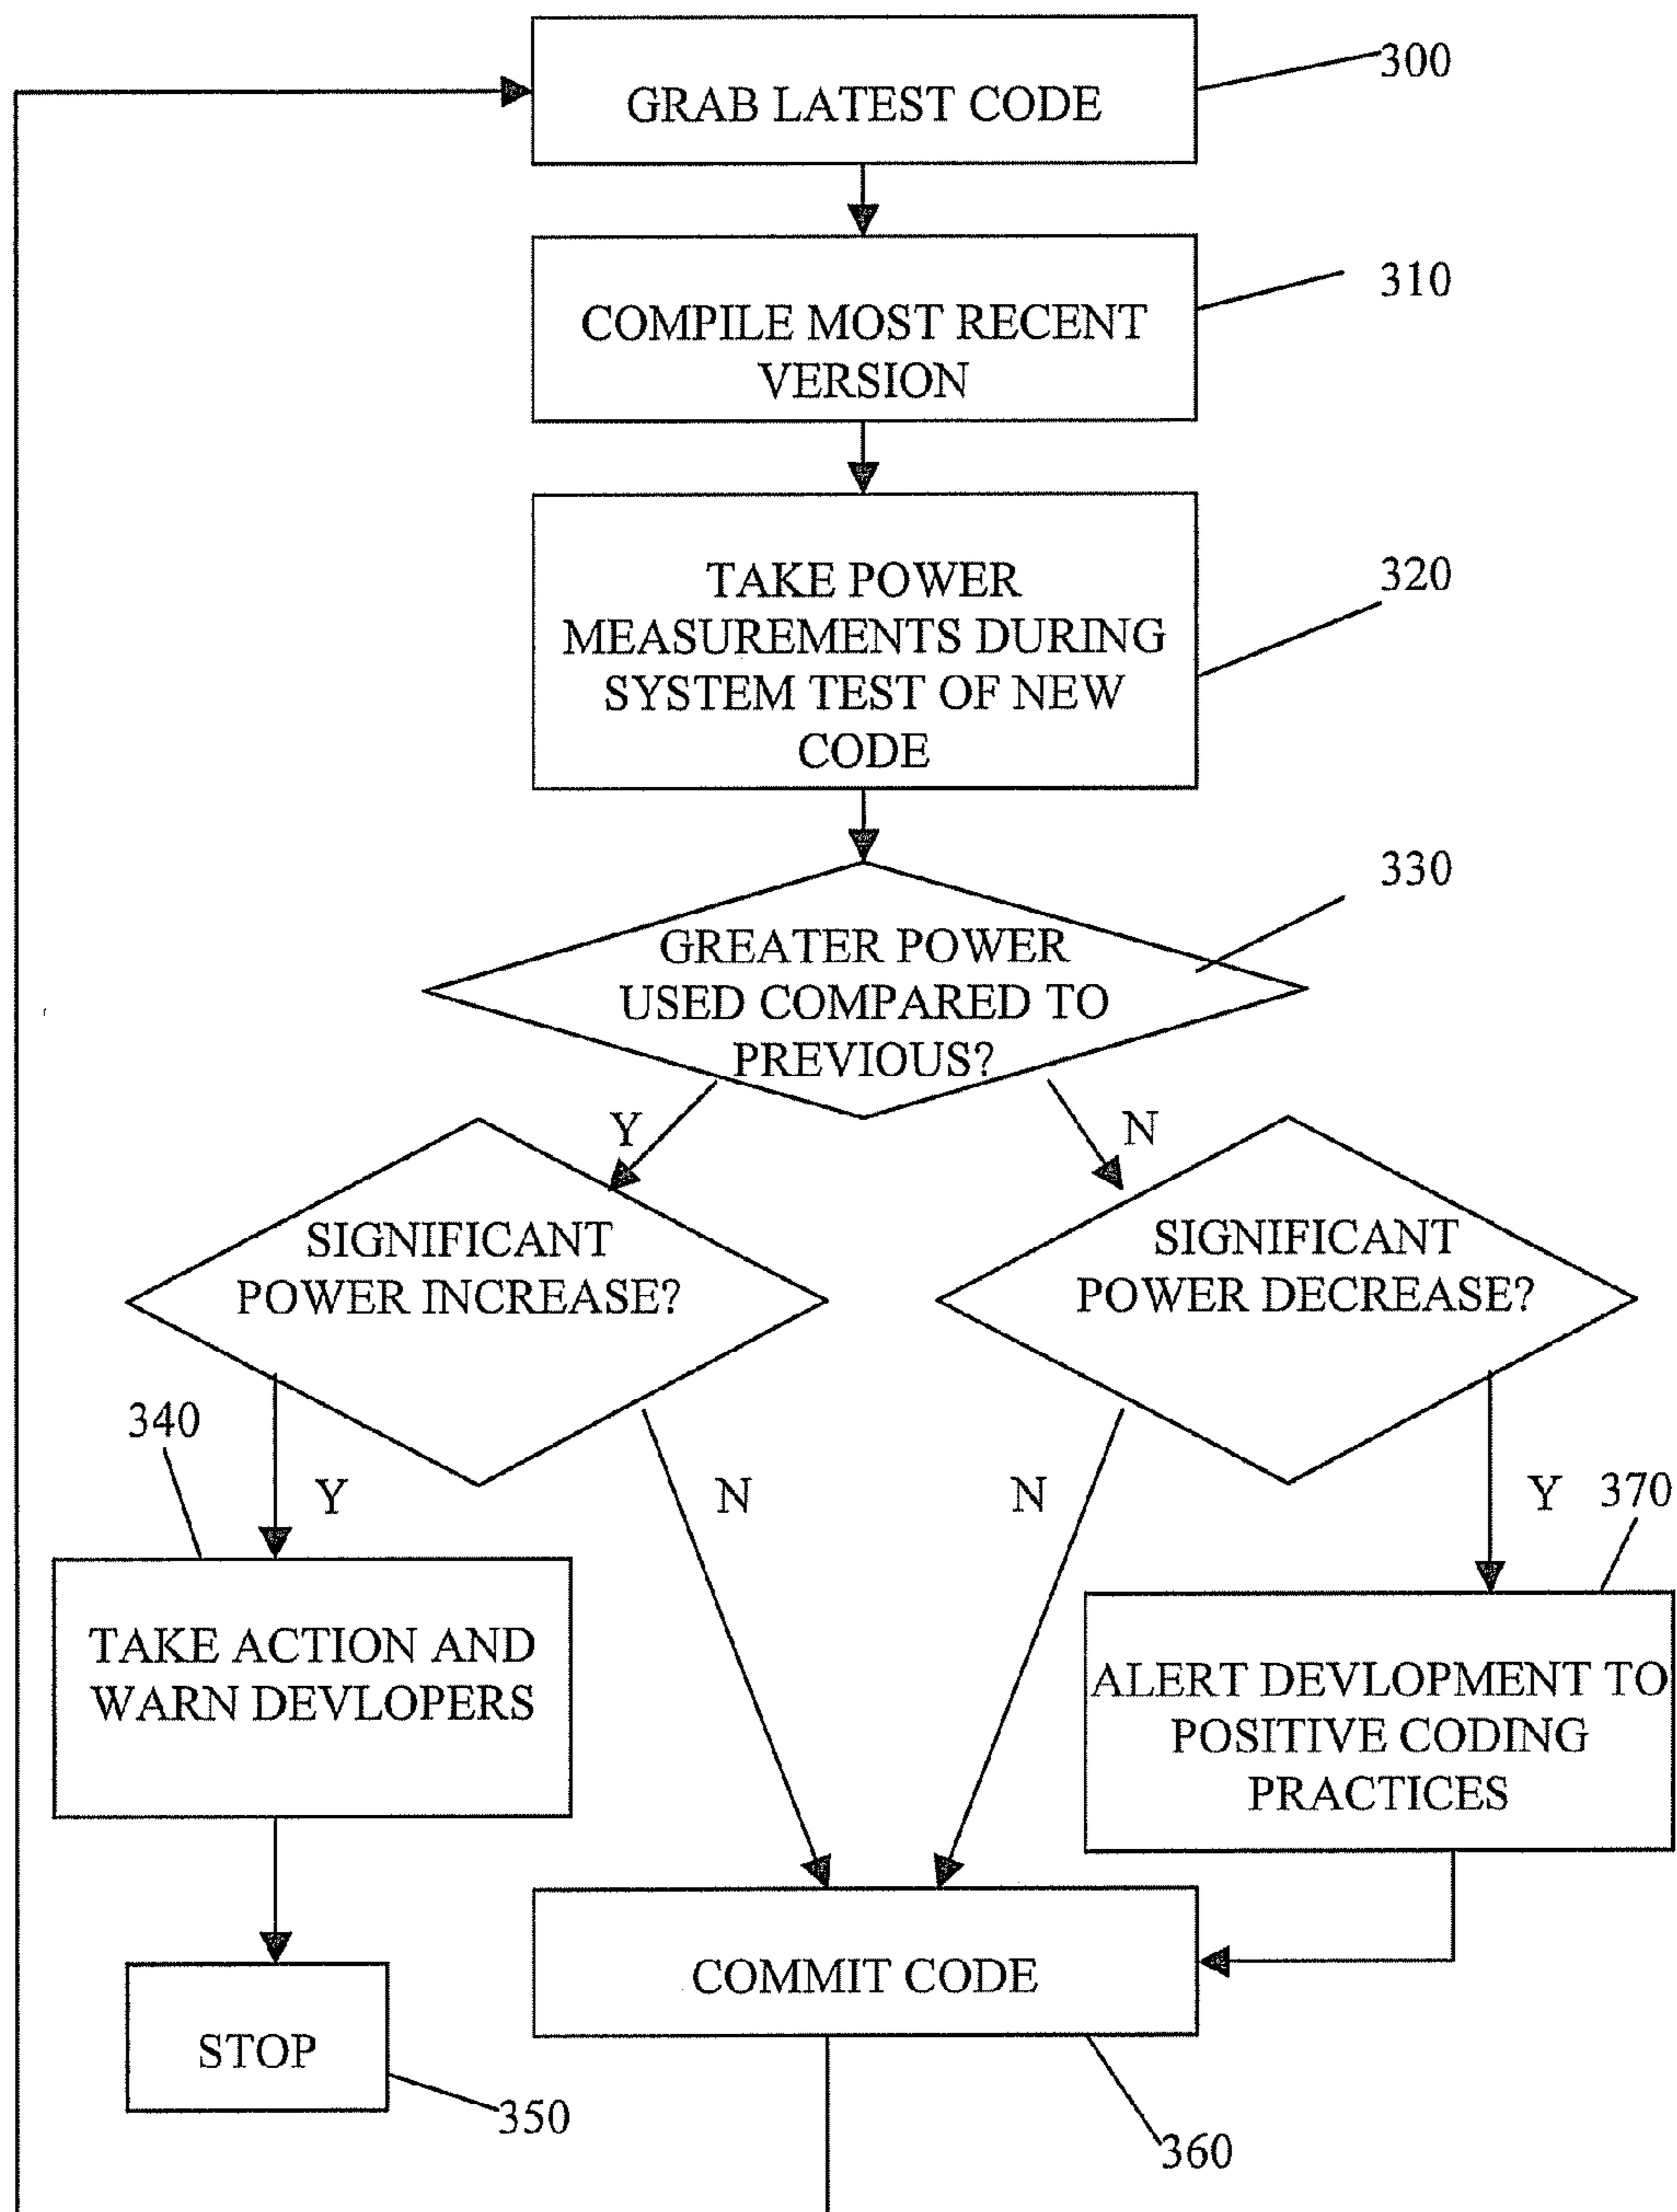 300
GRAB LATEST CODE
310
COMPILE MOST RECENT
VERSION
320
TAKE POWER
MEASUREMENTS DURING
SYSTEM TEST OF NEW
CODE
330
GREATER POWER
USED COMPARED TO
PREVIOUS?
Y
N
SIGNIFICANT
POWER INCREASE?
SIGNIFICANT
POWER DECREASE?
340
Y
N
N
Y
370
TAKE ACTION AND
WARN DEVLOPERS
ALERT DEVLOPMENT TO
POSITIVE CODING
PRACTICES
COMMIT CODE
STOP
350
360